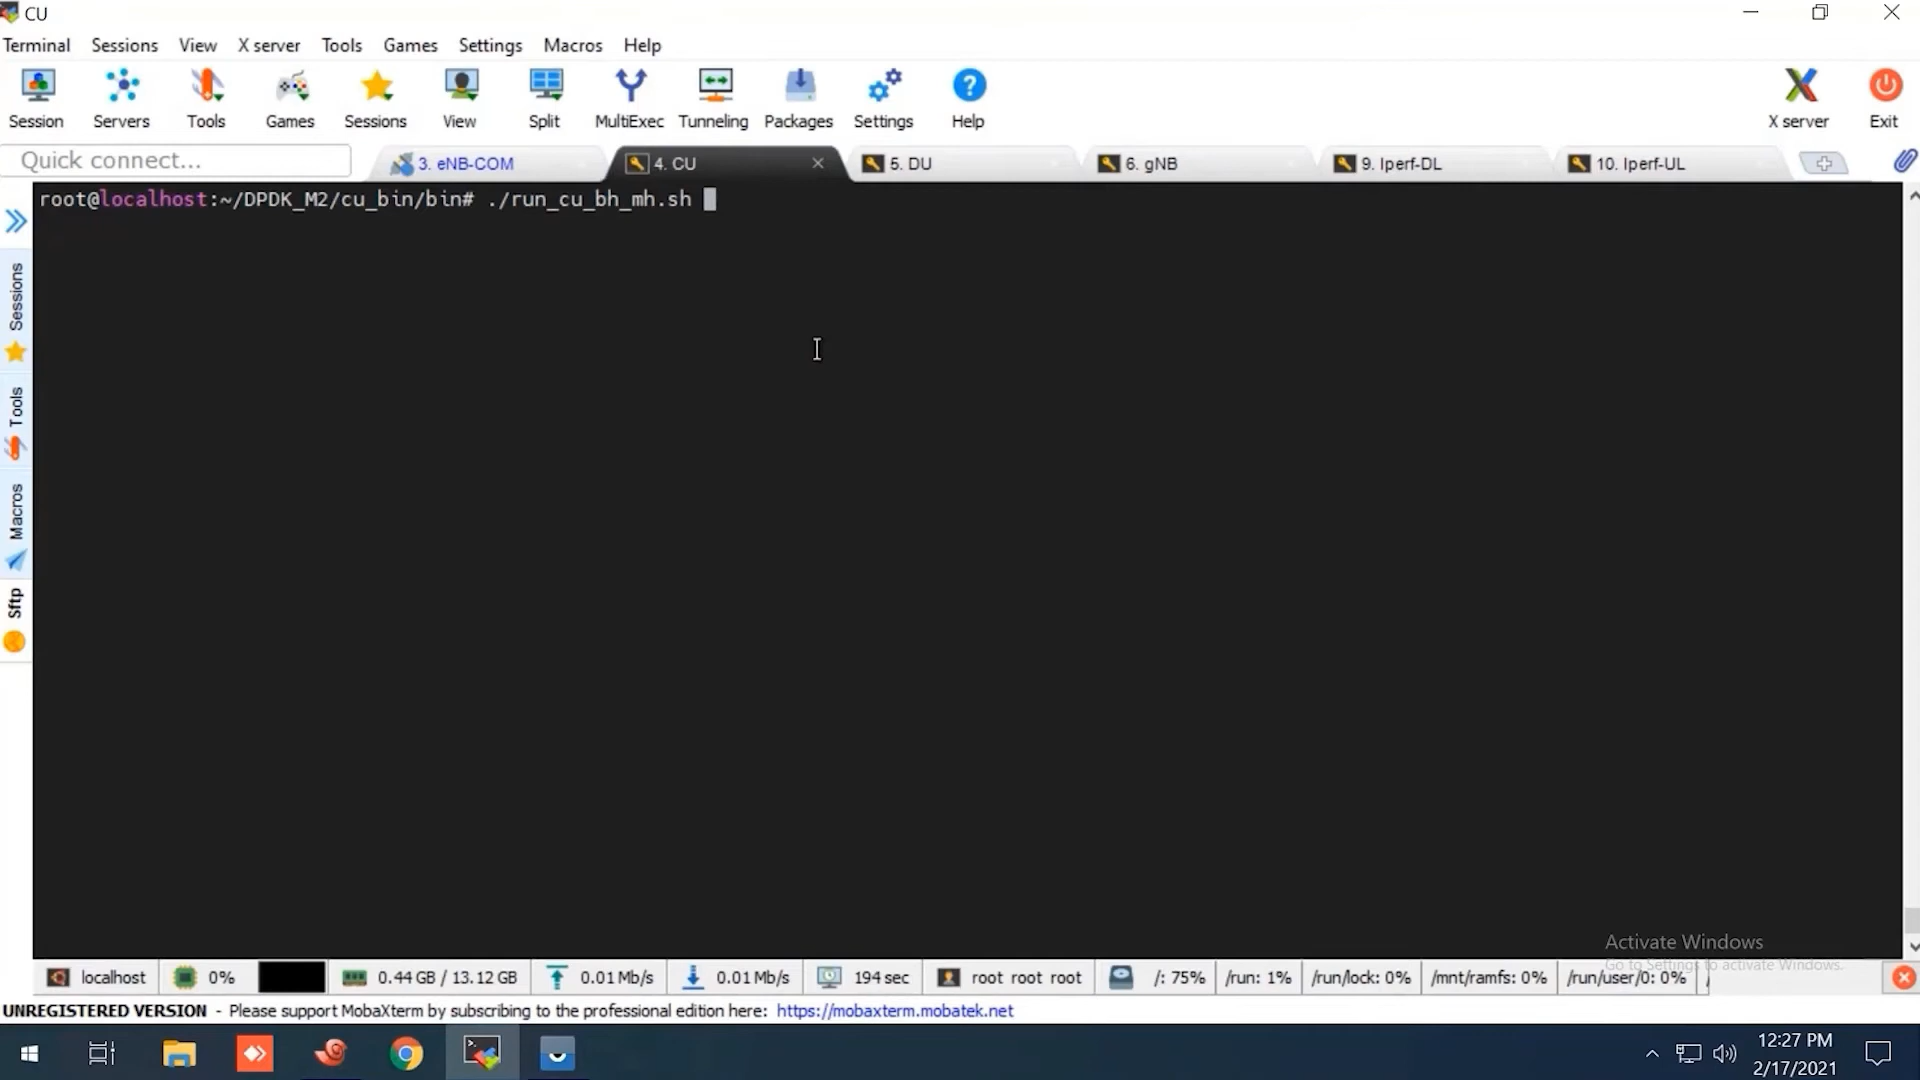 CU
Terminal Sessions View X server Tools Games Settings Macros Help
Session Servers Tools Games Sessions View Split MultiExec Tunneling Packages Settings Help X server Exit
Quick connect... 3. eNB-COM 4. CU 5. DU 6. gNB 9. Iperf-DL 10. Iperf-UL
root@localhost:~/DPDK_M2/cu_bin/bin# ./run_cu_bh_mh.sh
Sessions
Tools
Macros
Sftp
Activate Windows
Go to Settings to activate Windows.
localhost 0% 0.44 GB / 13.12 GB 0.01 Mb/s 0.01 Mb/s 194 sec root root root /: 75% /run: 1% /run/lock: 0% /mnt/ramfs: 0% /run/user/0: 0% /
UNREGISTERED VERSION - Please support MobaXterm by subscribing to the professional edition here: https://mobaxterm.mobatek.net
12:27 PM
2/17/2021